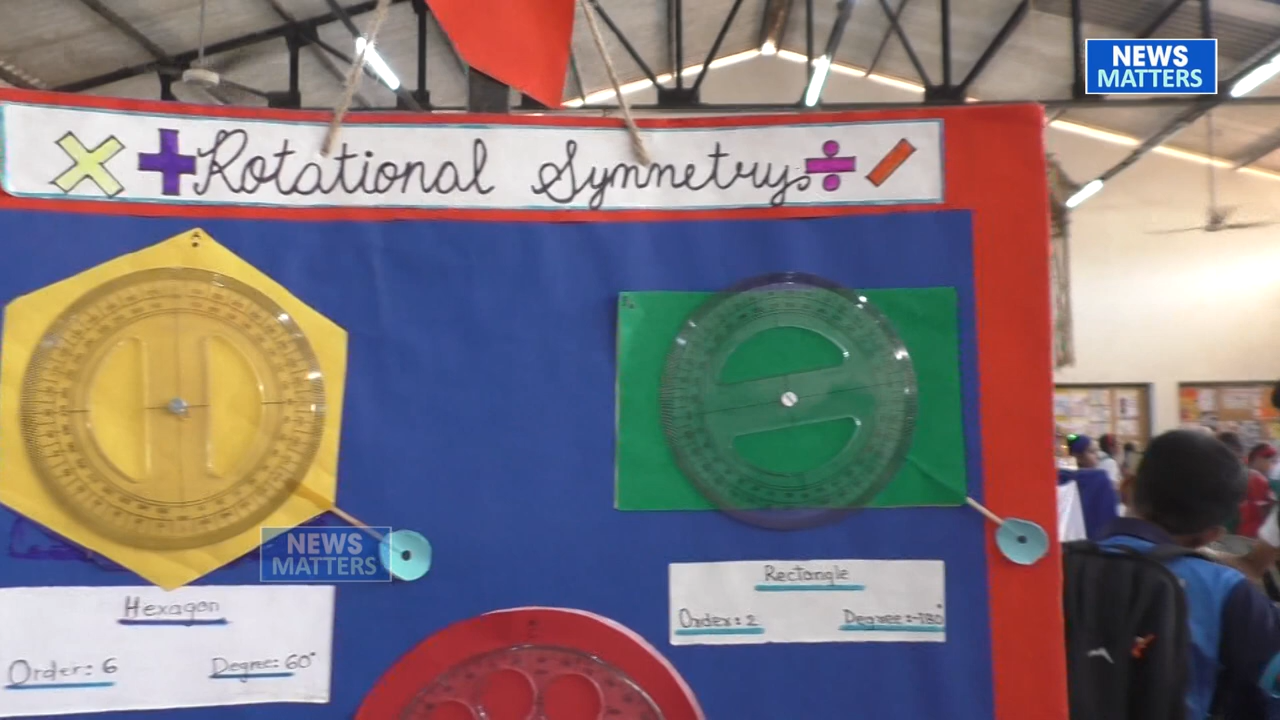 NEWS
MATTERS
Rotational Symmetry
NEWS
MATTERS
Hexagon
Order: 6
Degree: 60°
Rectangle
Order: 2
Degree:-180°